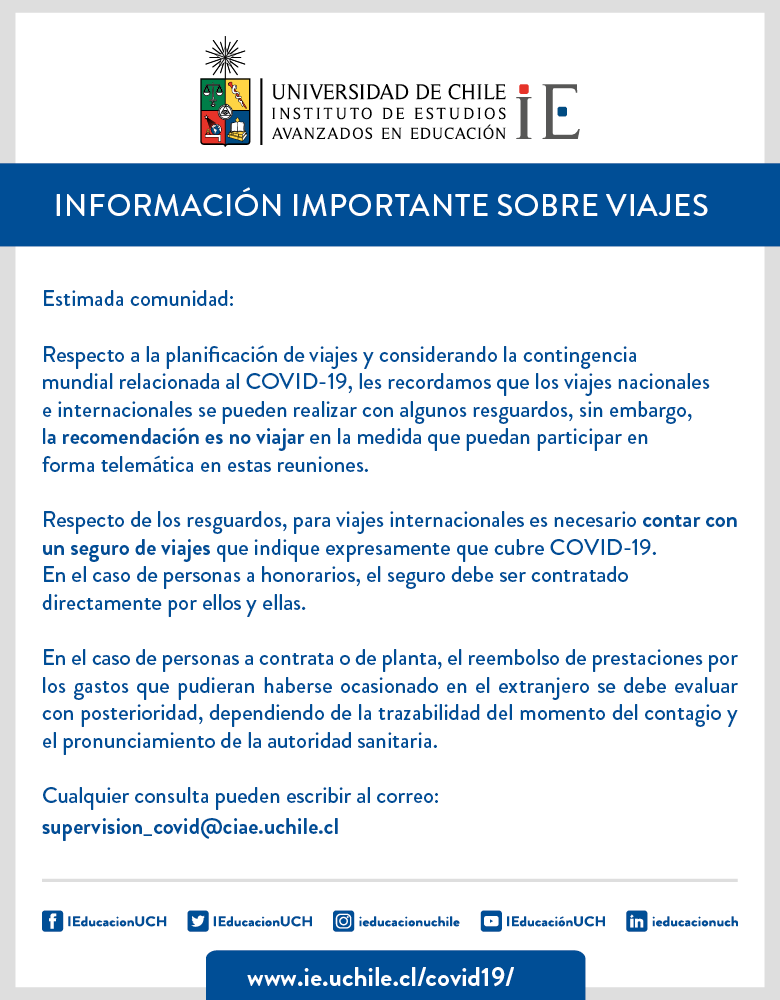 UNIVERSIDAD DE CHILE
INSTITUTO DE ESTUDIOS
AVANZADOS EN EDUCACIÓN
iE
INFORMACIÓN IMPORTANTE SOBRE VIAJES
Estimada comunidad:
Respecto a la planificación de viajes y considerando la contingencia
mundial relacionada al COVID-19, les recordamos que los viajes nacionales
e internacionales se pueden realizar con algunos resguardos, sin embargo,
la recomendación es no viajar en la medida que puedan participar en
forma telemática en estas reuniones.
Respecto de los resguardos, para viajes internacionales es necesario contar con
un seguro de viajes que indique expresamente que cubre COVID-19.
En el caso de personas a honorarios, el seguro debe ser contratado
directamente por ellos y ellas.
En el caso de personas a contrata o de planta, el reembolso de prestaciones por
los gastos que pudieran haberse ocasionado en el extranjero se debe evaluar
con posterioridad, dependiendo de la trazabilidad del momento del contagio y
el pronunciamiento de la autoridad sanitaria.
Cualquier consulta pueden escribir al correo:
supervision_covid@ciae.uchile.cl
IEducacionUCH IEducacionUCH ieducacionuchile IEducaciónUCH ieducacionuch
www.ie.uchile.cl/covid19/